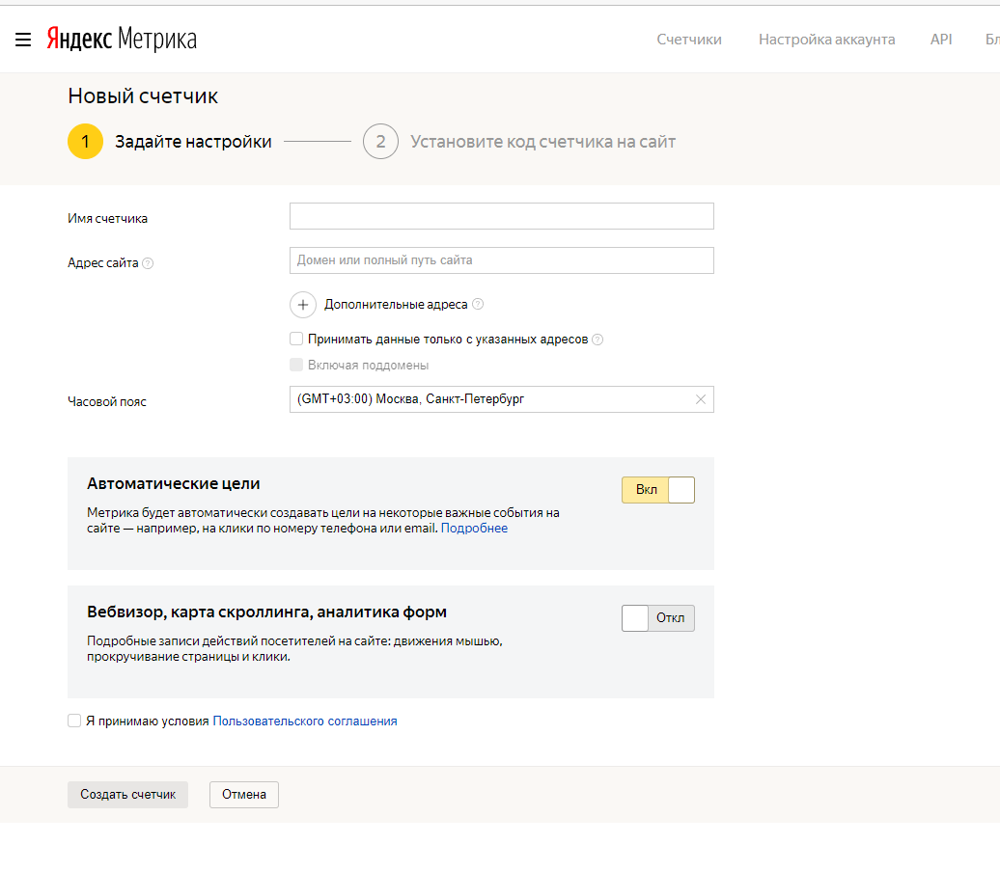 Яндекс Метрика
Счетчики Настройка аккаунта API
Новый счетчик
1 Задайте настройки 2 Установите код счетчика на сайт
Имя счетчика
Адрес сайта ? Домен или полный путь сайта
+ Дополнительные адреса ?
Принимать данные только с указанных адресов ?
Включая поддомены
Часовой пояс (GMT+03:00) Москва, Санкт-Петербург
Автоматические цели Вкл
Метрика будет автоматически создавать цели на некоторые важные события на
сайте — например, на клики по номеру телефона или email. Подробнее
Вебвизор, карта скроллинга, аналитика форм Откл
Подробные записи действий посетителей на сайте: движения мышью,
прокручивание страницы и клики.
Я принимаю условия Пользовательского соглашения
Создать счетчик Отмена